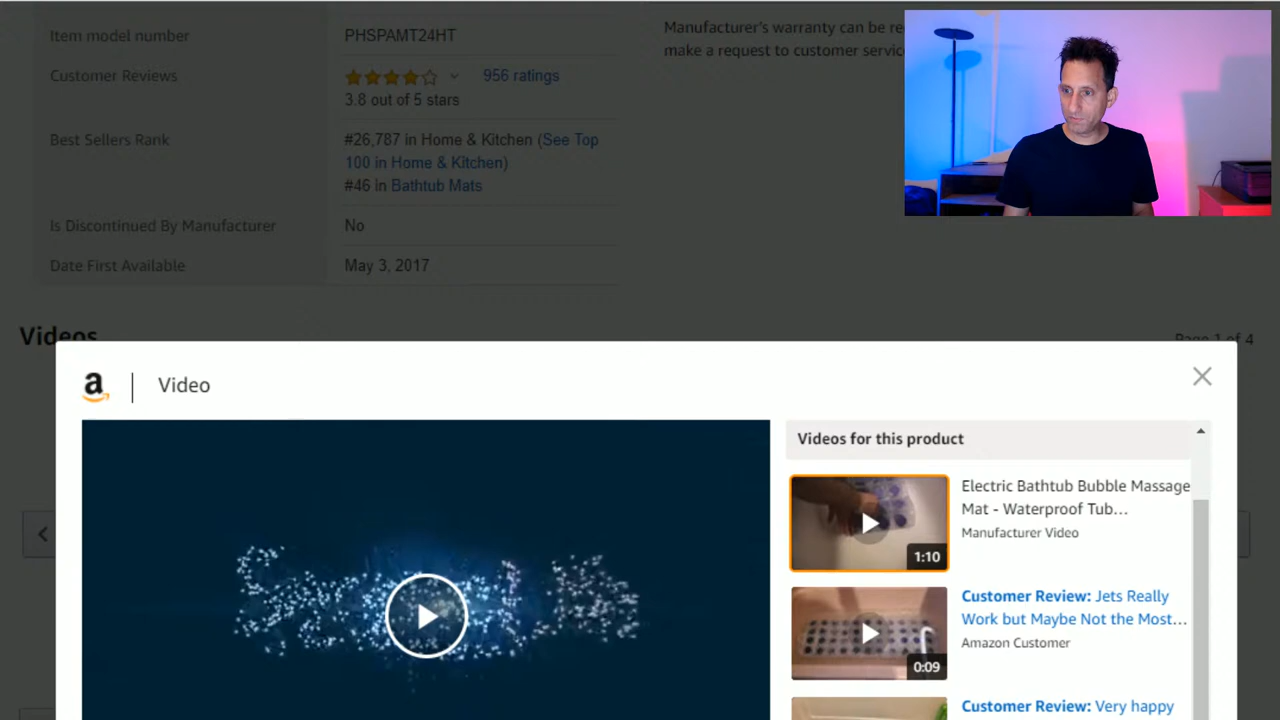 Item model number
PHSPAMT24HT
Manufacturer's warranty can be re
make a request to customer servic
Customer Reviews
956 ratings
3.8 out of 5 stars
Best Sellers Rank
#26,787 in Home & Kitchen (See Top
100 in Home & Kitchen)
#46 in Bathtub Mats
Is Discontinued By Manufacturer
No
Date First Available
May 3, 2017
Videos
Page 1 of 4
a
Video
Videos for this product
Electric Bathtub Bubble Massage
Mat - Waterproof Tub...
Manufacturer Video
1:10
Customer Review: Jets Really
Work but Maybe Not the Most...
Amazon Customer
0:09
Customer Review: Very happy